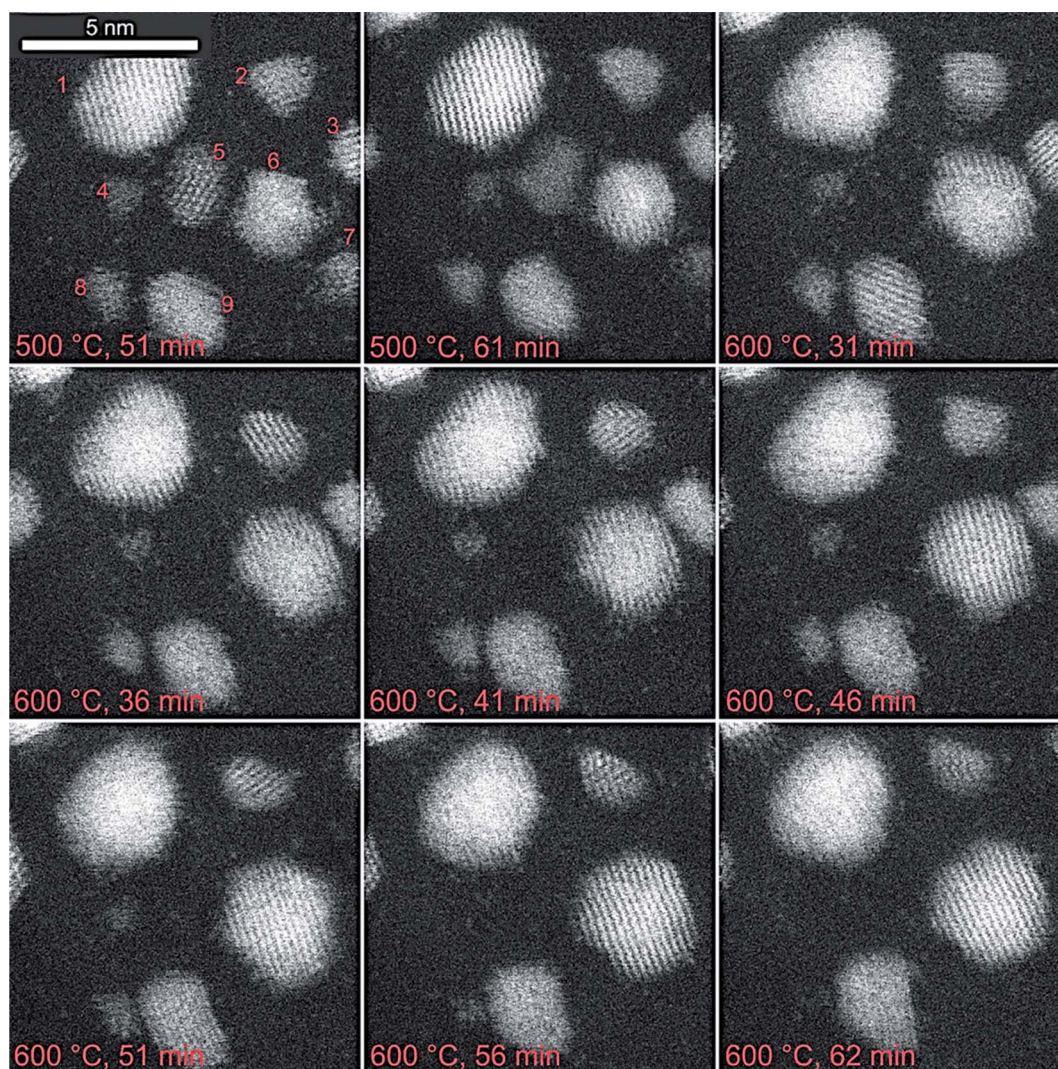 5 nm
1
2
3
4
5
6
7
8
9
500 °C, 51 min
500 °C, 61 min
600 °C, 31 min
600 °C, 36 min
600 °C, 41 min
600 °C, 46 min
600 °C, 51 min
600 °C, 56 min
600 °C, 62 min